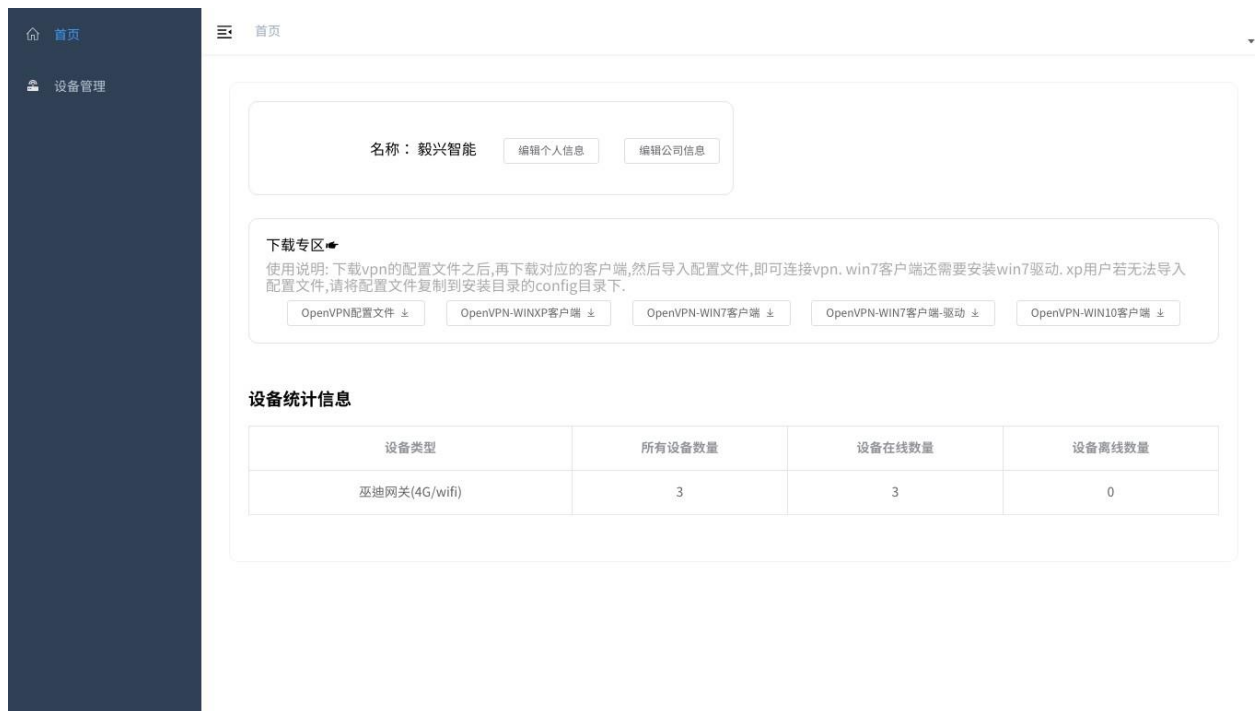 首页
设备管理
首页
名称： 毅兴智能 编辑个人信息 编辑公司信息
下载专区
使用说明: 下载vpn的配置文件之后,再下载对应的客户端,然后导入配置文件,即可连接vpn. win7客户端还需要安装win7驱动. xp用户若无法导入
配置文件,请将配置文件复制到安装目录的config目录下.
OpenVPN配置文件 OpenVPN-WINXP客户端 OpenVPN-WIN7客户端 OpenVPN-WIN7客户端-驱动 OpenVPN-WIN10客户端
设备统计信息
设备类型 所有设备数量 设备在线数量 设备离线数量
巫迪网关(4G/wifi) 3 3 0